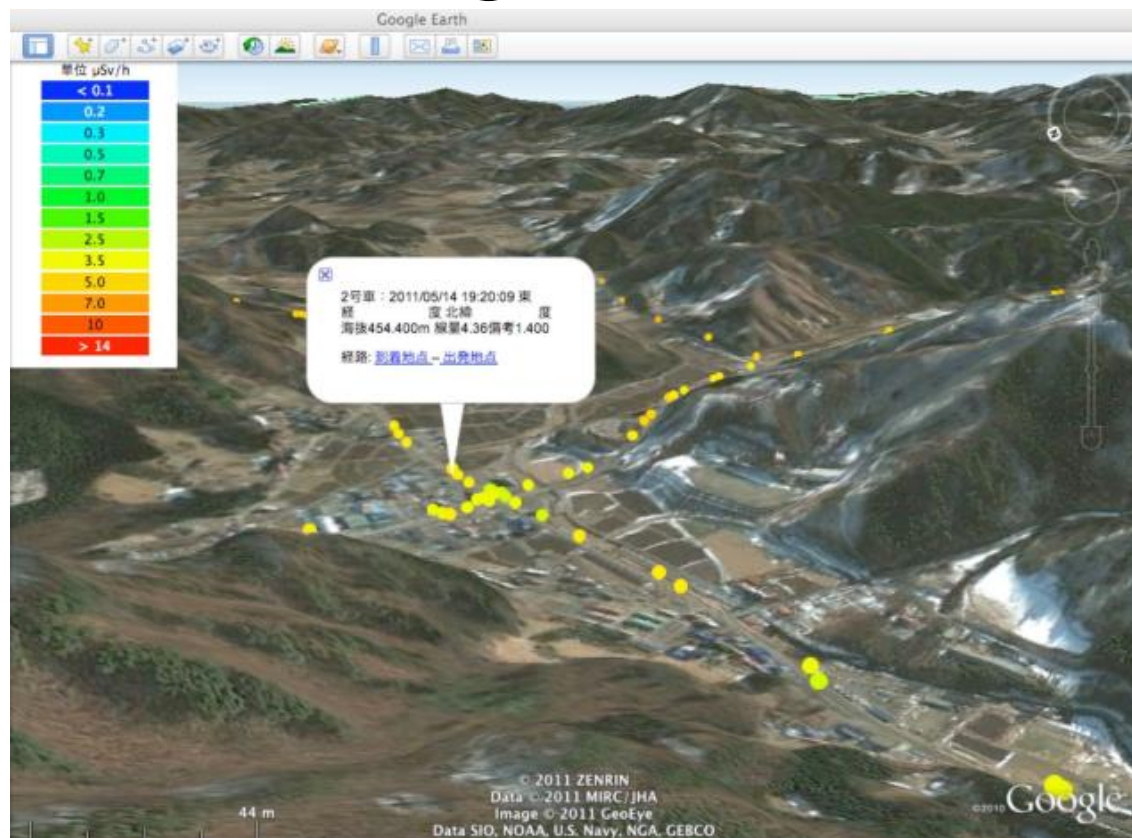 Google Earth
単位 μSv/h
< 0.1
0.2
0.3
0.5
0.7
1.0
1.5
2.5
3.5
5.0
7.0
10
> 14
2号車：2011/05/14 19:20:09 東
経 度 北緯 度
海抜454.400m 線量4.36備考1.400
経路: 到着地点 – 出発地点
© 2011 ZENRIN
Data © 2011 MIRC/JHA
Image © 2011 GeoEye
Data SIO, NOAA, U.S. Navy, NGA, GEBCO
44 m
©2010 Google